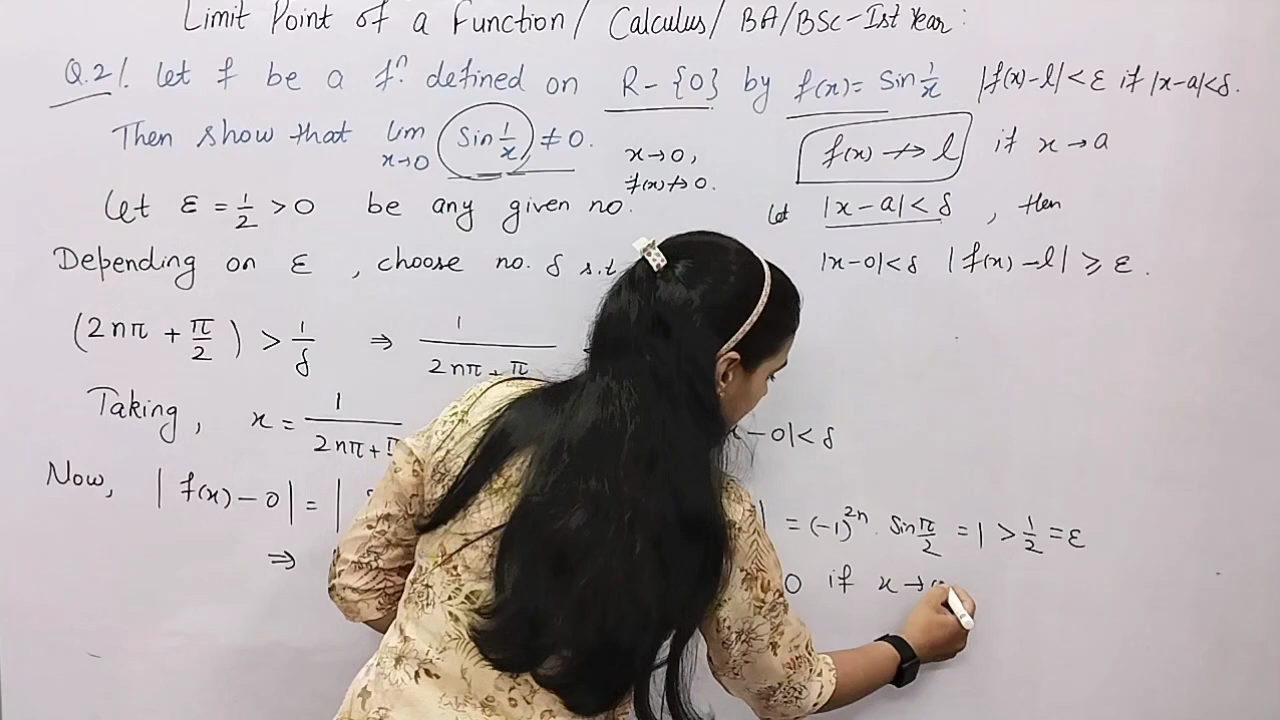 Limit Point of a Function / Calculus / BA/BSc-Ist Year:
Q.2/. Let f be a fⁿ defined on R-{0} by f(x)= Sin 1/x |f(x)-l|<ε if |x-a|<δ.
Then show that lim x→0 Sin 1/x ≠0. x→0, f(x)↛0. f(x) ↛ l if x→a
Let ε = 1/2 > 0 be any given no. Let |x-a|<δ, then
Depending on ε, choose no. δ s.t |x-0|<δ |f(x)-l| ≥ ε.
(2nπ + π/2) > 1/δ ⇒ 1/(2nπ+π
Taking, x = 1/(2nπ+ -0|<δ
Now, |f(x)-0| = | | = (-1)^2n. Sin π/2 = 1 > 1/2 = ε
⇒ 0 if x→